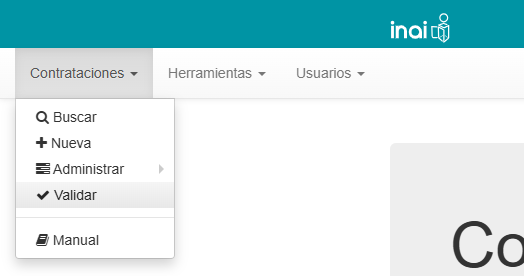 inai
Contrataciones Herramientas Usuarios
Buscar
Nueva
Administrar
Validar
Manual
Co